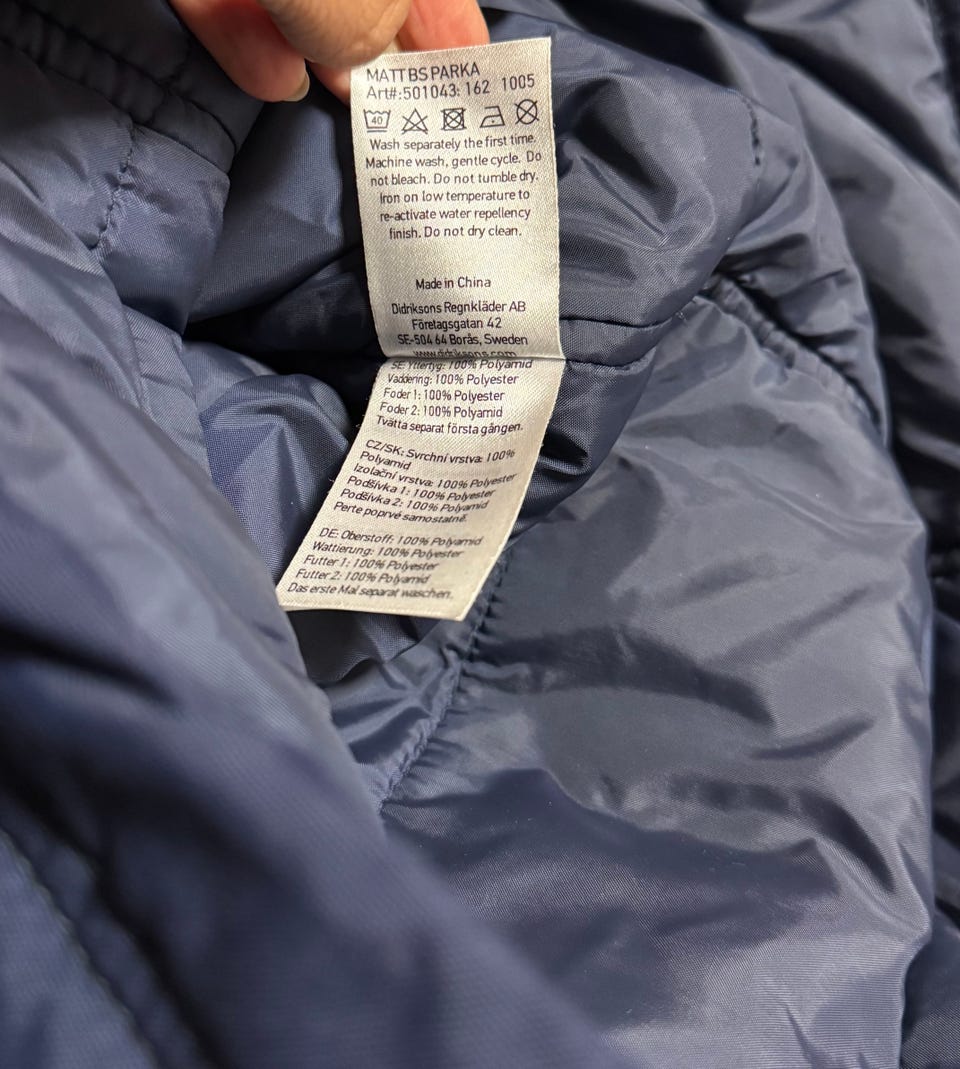 MATT BS PARKA
Art#:501043: 162 1005
40
Wash separately the first time.
Machine wash, gentle cycle. Do
not bleach. Do not tumble dry.
Iron on low temperature to
re-activate water repellency
finish. Do not dry clean.
Made in China
Didriksons Regnkläder AB
Företagsgatan 42
SE-504 64 Borås, Sweden
www.didriksons.com
SE Yttertyg: 100% Polyamid
Vaddering: 100% Polyester
Foder 1: 100% Polyester
Foder 2: 100% Polyamid
Tvätta separat första gången.
CZ/SK: Svrchní vrstva: 100%
Polyamid
Izolační vrstva: 100% Polyester
Podšívka 1: 100% Polyester
Podšívka 2: 100% Polyamid
Perte poprvé samostatně.
DE: Oberstoff: 100% Polyamid
Wattierung: 100% Polyester
Futter 1: 100% Polyester
Futter 2: 100% Polyamid
Das erste Mal separat waschen.